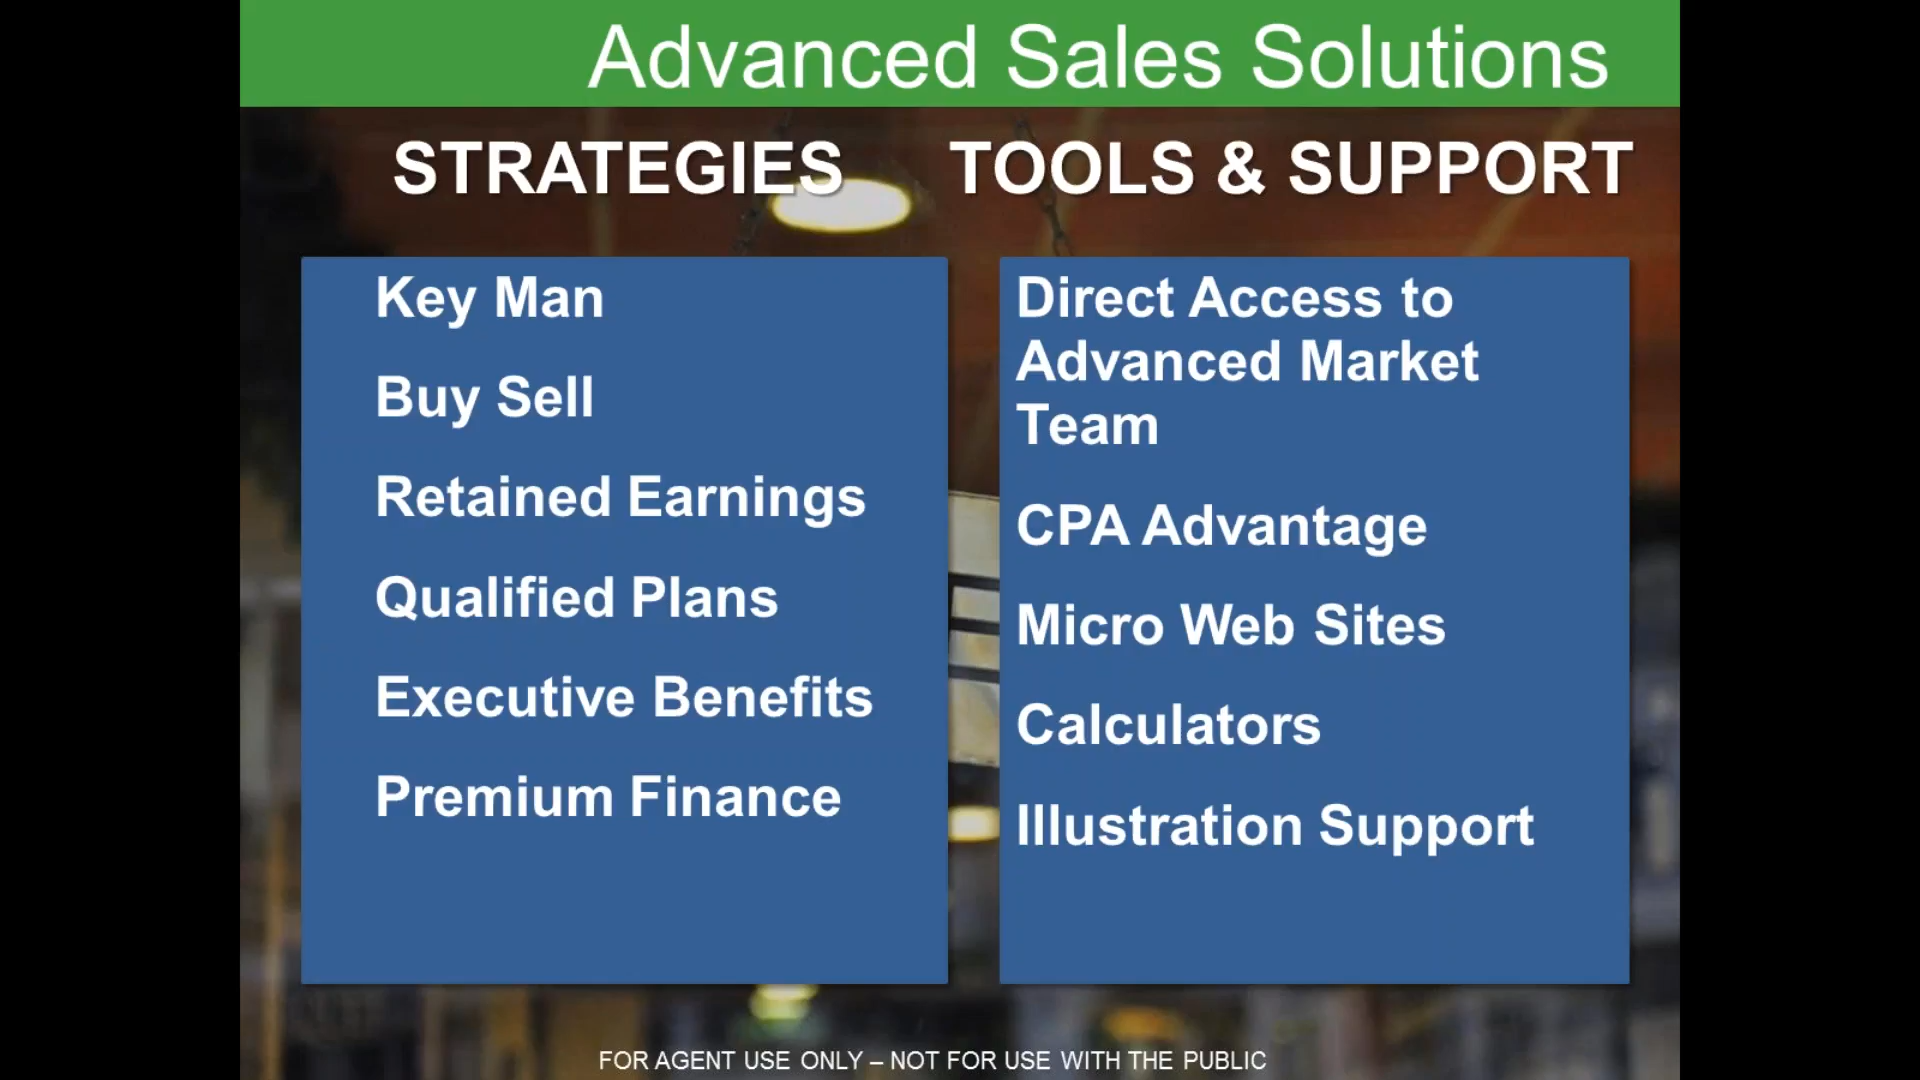 Advanced Sales Solutions
STRATEGIES
TOOLS & SUPPORT
Key Man
Buy Sell
Retained Earnings
Qualified Plans
Executive Benefits
Premium Finance
Direct Access to
Advanced Market
Team
CPA Advantage
Micro Web Sites
Calculators
Illustration Support
FOR AGENT USE ONLY – NOT FOR USE WITH THE PUBLIC